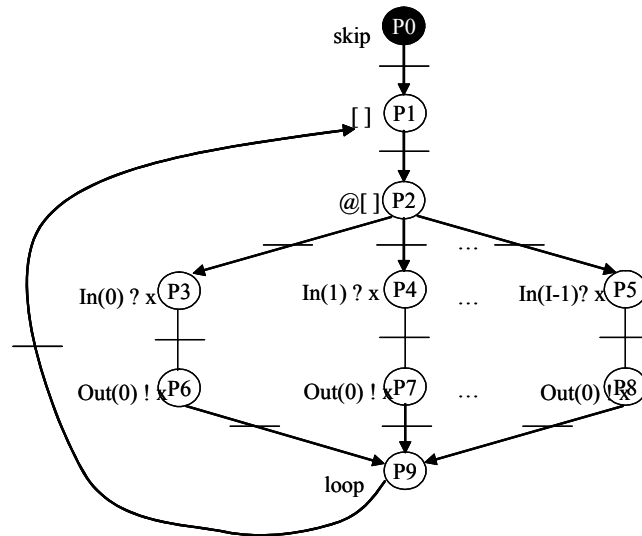 skip P0
[ ] P1
@[ ] P2
...
In(0) ? x P3 In(1) ? x P4 ... In(I-1)? x P5
Out(0) ! x P6 Out(0) ! x P7 ... Out(0) ! x P8
loop P9